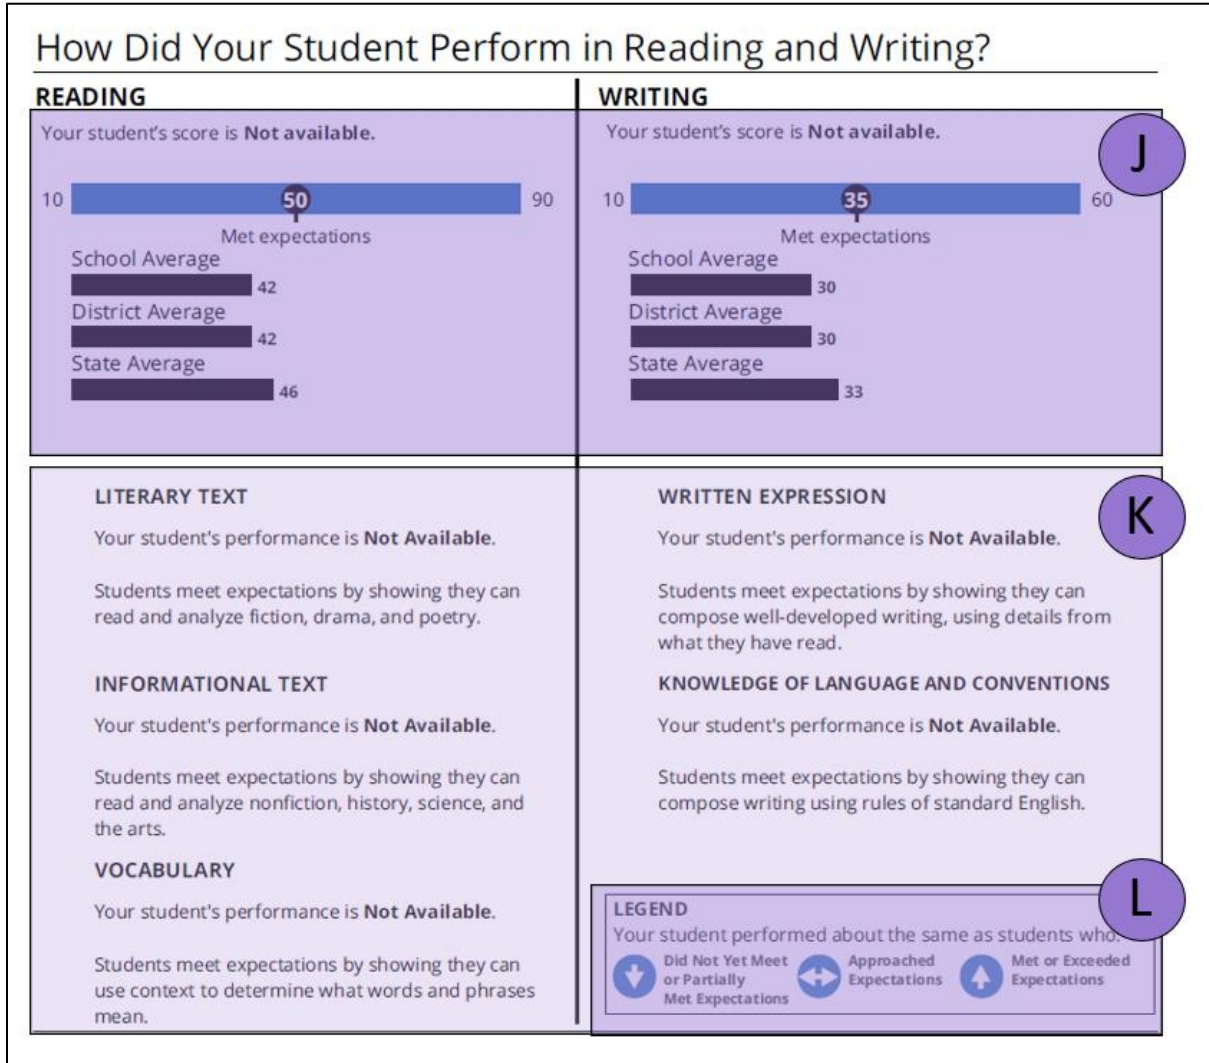 How Did Your Student Perform in Reading and Writing?
READING
Your student's score is Not available.
10
50
90
Met expectations
School Average
42
District Average
42
State Average
46
WRITING
Your student's score is Not available.
J
10
35
60
Met expectations
School Average
30
District Average
30
State Average
33
LITERARY TEXT
Your student's performance is Not Available.
Students meet expectations by showing they can
read and analyze fiction, drama, and poetry.
INFORMATIONAL TEXT
Your student's performance is Not Available.
Students meet expectations by showing they can
read and analyze nonfiction, history, science, and
the arts.
VOCABULARY
Your student's performance is Not Available.
Students meet expectations by showing they can
use context to determine what words and phrases
mean.
WRITTEN EXPRESSION
K
Your student's performance is Not Available.
Students meet expectations by showing they can
compose well-developed writing, using details from
what they have read.
KNOWLEDGE OF LANGUAGE AND CONVENTIONS
Your student's performance is Not Available.
Students meet expectations by showing they can
compose writing using rules of standard English.
L
LEGEND
Your student performed about the same as students who:
Did Not Yet Meet
or Partially
Met Expectations
Approached
Expectations
Met or Exceeded
Expectations